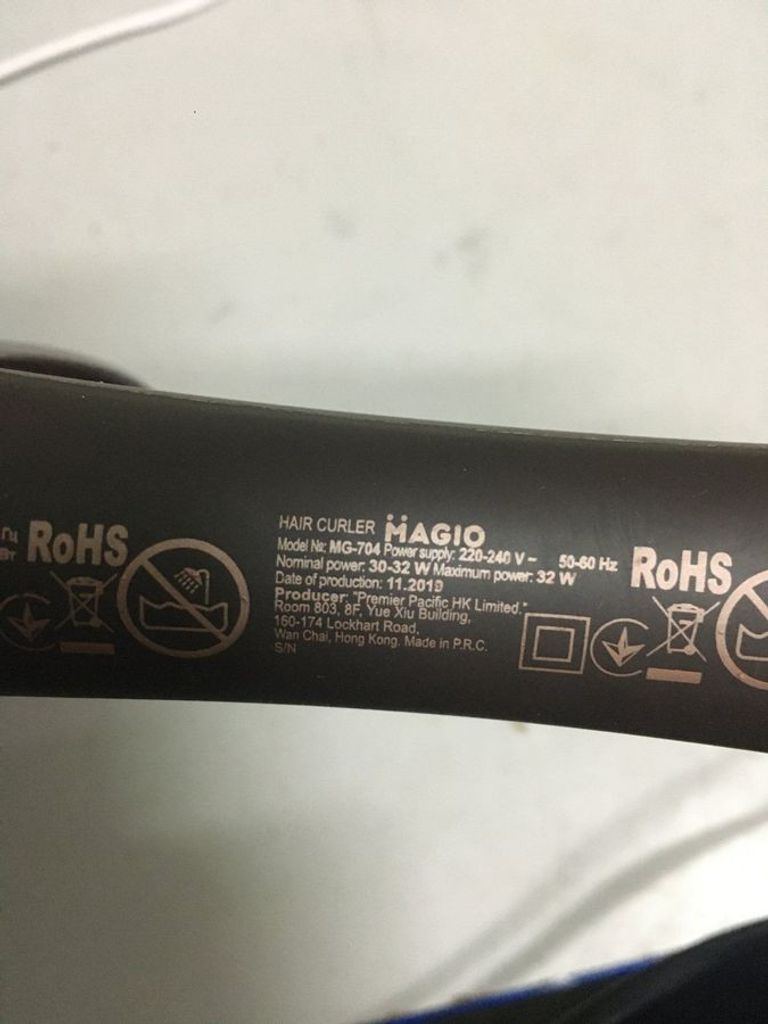 RoHS
HAIR CURLER MAGIO
Model №: MG-704 Power supply: 220-240 V ~ 50-60 Hz
Nominal power: 30-32 W Maximum power: 32 W
Date of production: 11.2019
Producer: "Premier Pacific HK Limited."
Room 803, 8F, Yue Xiu Building,
160-174 Lockhart Road,
Wan Chai, Hong Kong. Made in P.R.C.
S/N
RoHS